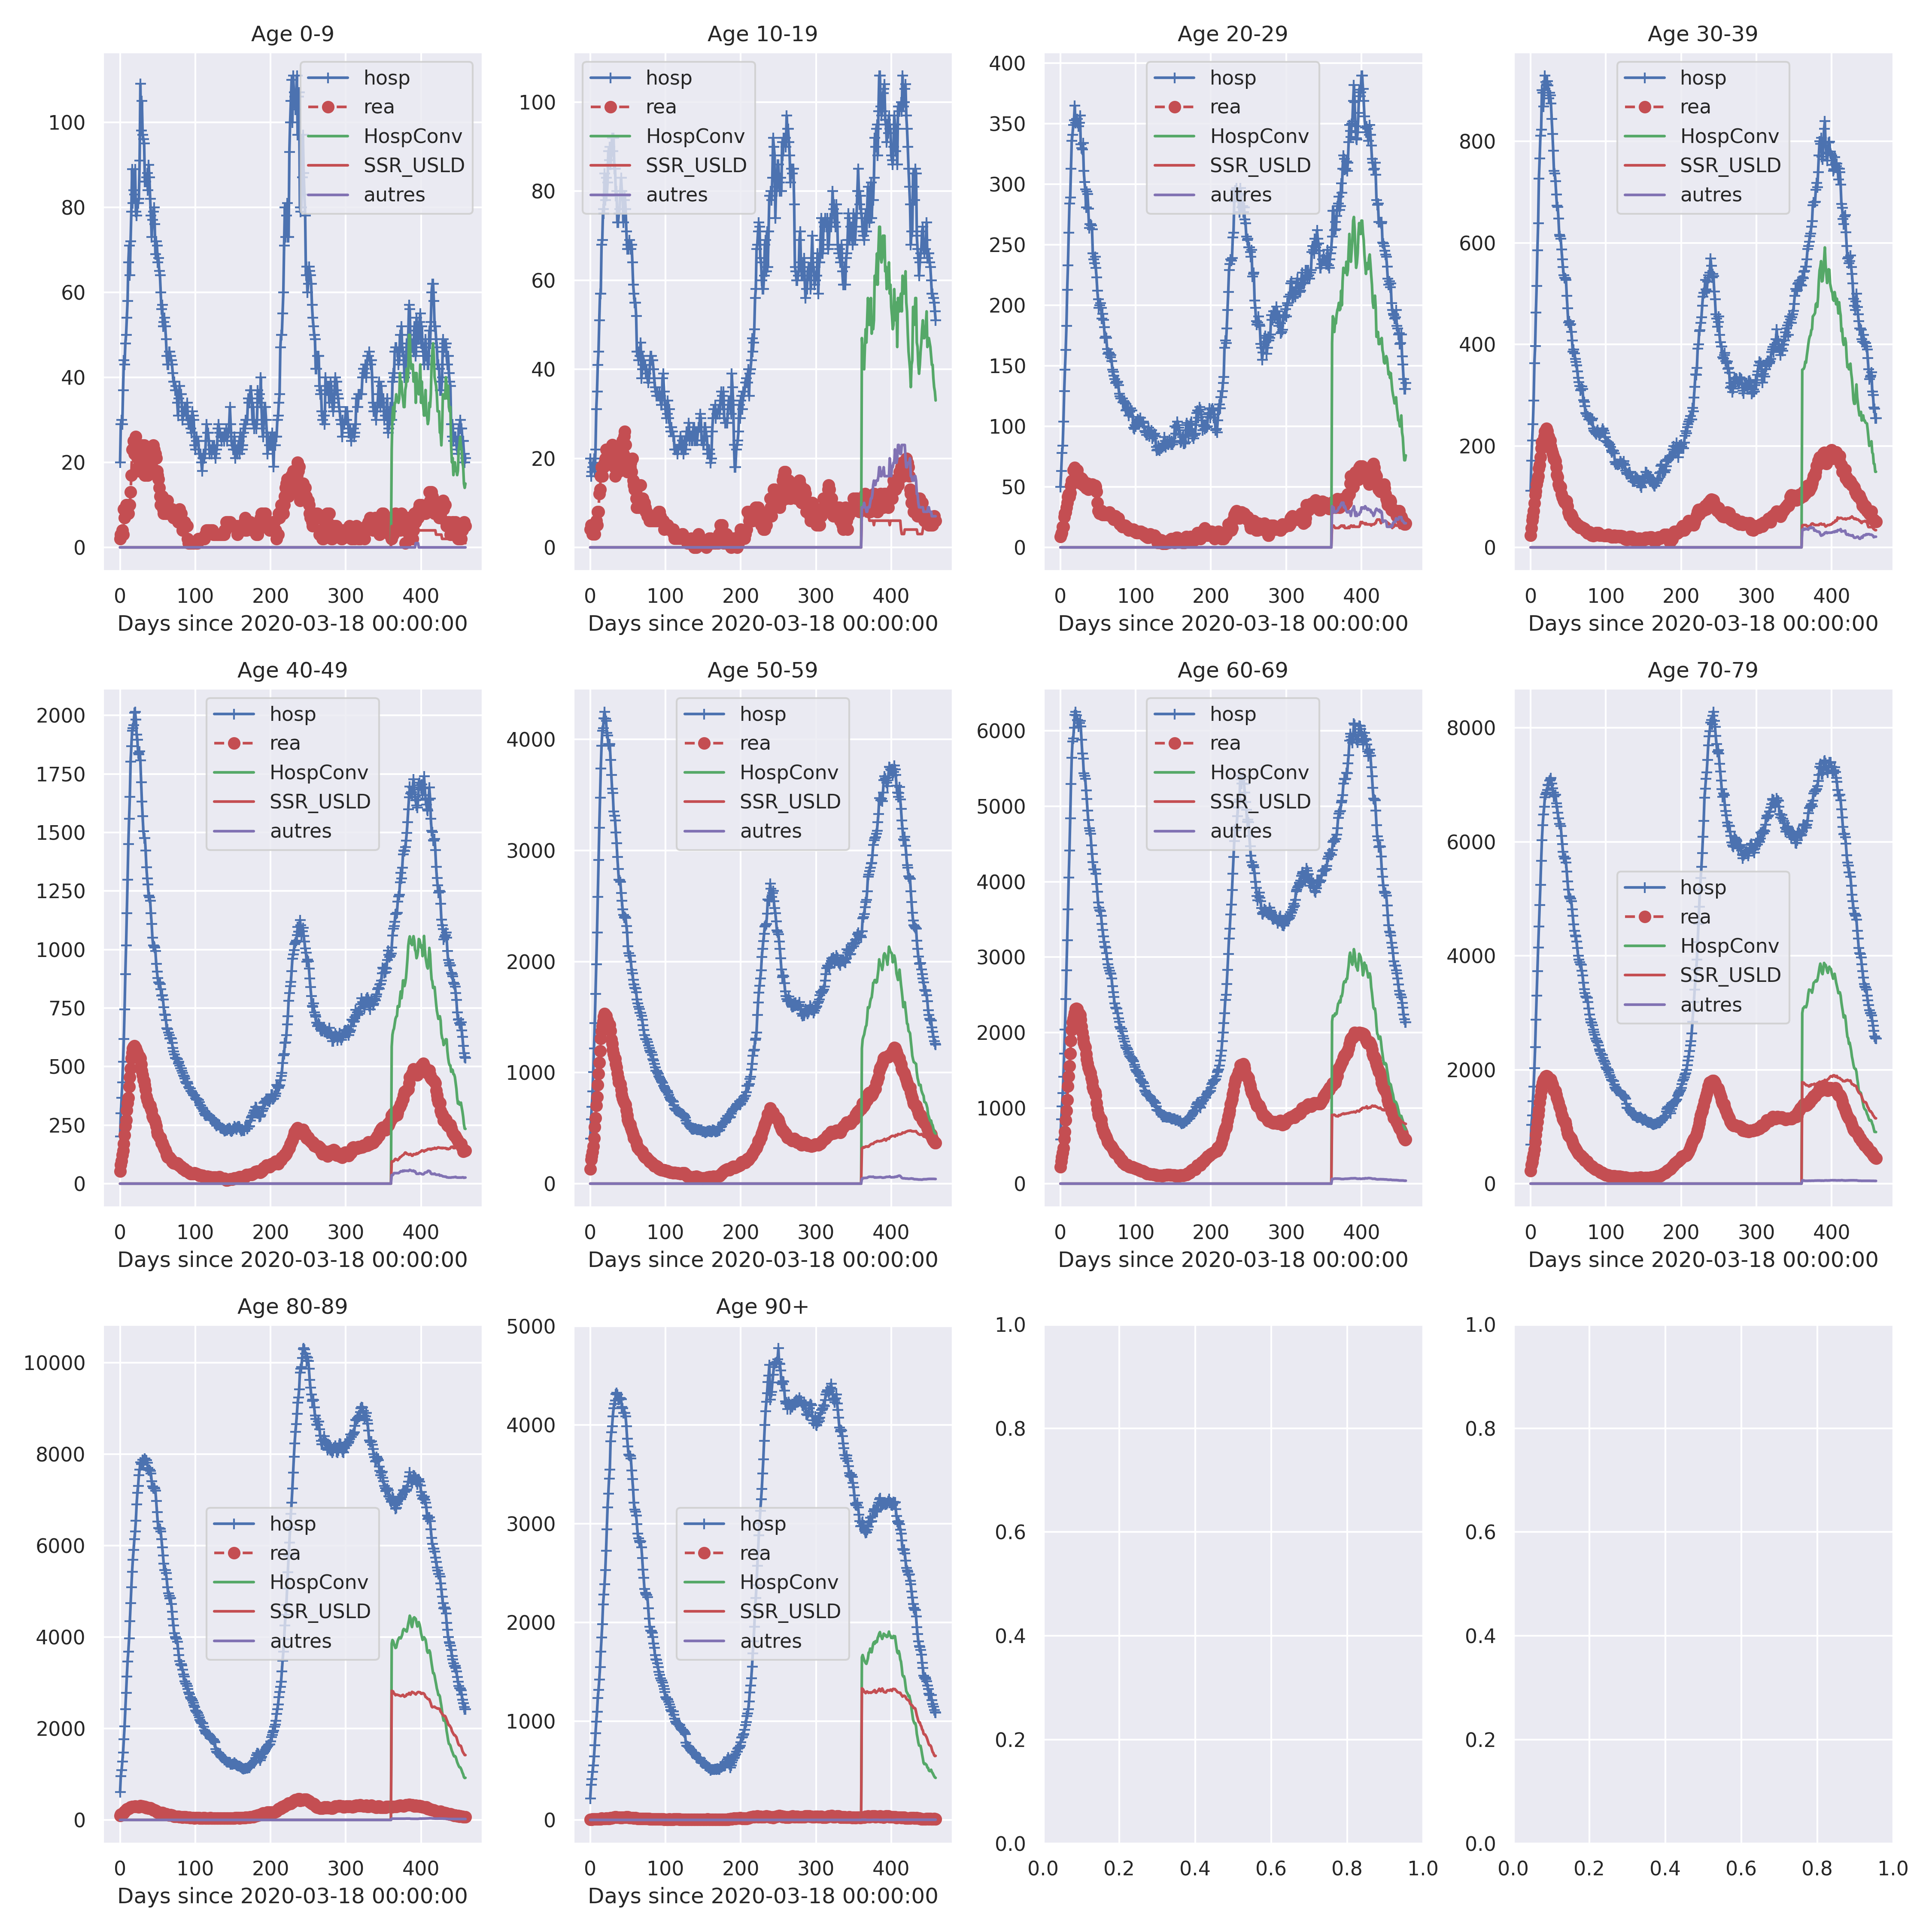 Age 0-9
hosp
rea
HospConv
SSR_USLD
autres
100
80
60
40
20
0
0 100 200 300 400
Days since 2020-03-18 00:00:00
Age 10-19
hosp
rea
HospConv
SSR_USLD
autres
100
80
60
40
20
0
0 100 200 300 400
Days since 2020-03-18 00:00:00
Age 20-29
hosp
rea
HospConv
SSR_USLD
autres
400
350
300
250
200
150
100
50
0
0 100 200 300 400
Days since 2020-03-18 00:00:00
Age 30-39
hosp
rea
HospConv
SSR_USLD
autres
800
600
400
200
0
0 100 200 300 400
Days since 2020-03-18 00:00:00
Age 40-49
hosp
rea
HospConv
SSR_USLD
autres
2000
1750
1500
1250
1000
750
500
250
0
0 100 200 300 400
Days since 2020-03-18 00:00:00
Age 50-59
hosp
rea
HospConv
SSR_USLD
autres
4000
3000
2000
1000
0
0 100 200 300 400
Days since 2020-03-18 00:00:00
Age 60-69
hosp
rea
HospConv
SSR_USLD
autres
6000
5000
4000
3000
2000
1000
0
0 100 200 300 400
Days since 2020-03-18 00:00:00
Age 70-79
hosp
rea
HospConv
SSR_USLD
autres
8000
6000
4000
2000
0
0 100 200 300 400
Days since 2020-03-18 00:00:00
Age 80-89
hosp
rea
HospConv
SSR_USLD
autres
10000
8000
6000
4000
2000
0
0 100 200 300 400
Days since 2020-03-18 00:00:00
Age 90+
hosp
rea
HospConv
SSR_USLD
autres
5000
4000
3000
2000
1000
0
0 100 200 300 400
Days since 2020-03-18 00:00:00
1.0
0.8
0.6
0.4
0.2
0.0
0.0 0.2 0.4 0.6 0.8 1.0
1.0
0.8
0.6
0.4
0.2
0.0
0.0 0.2 0.4 0.6 0.8 1.0